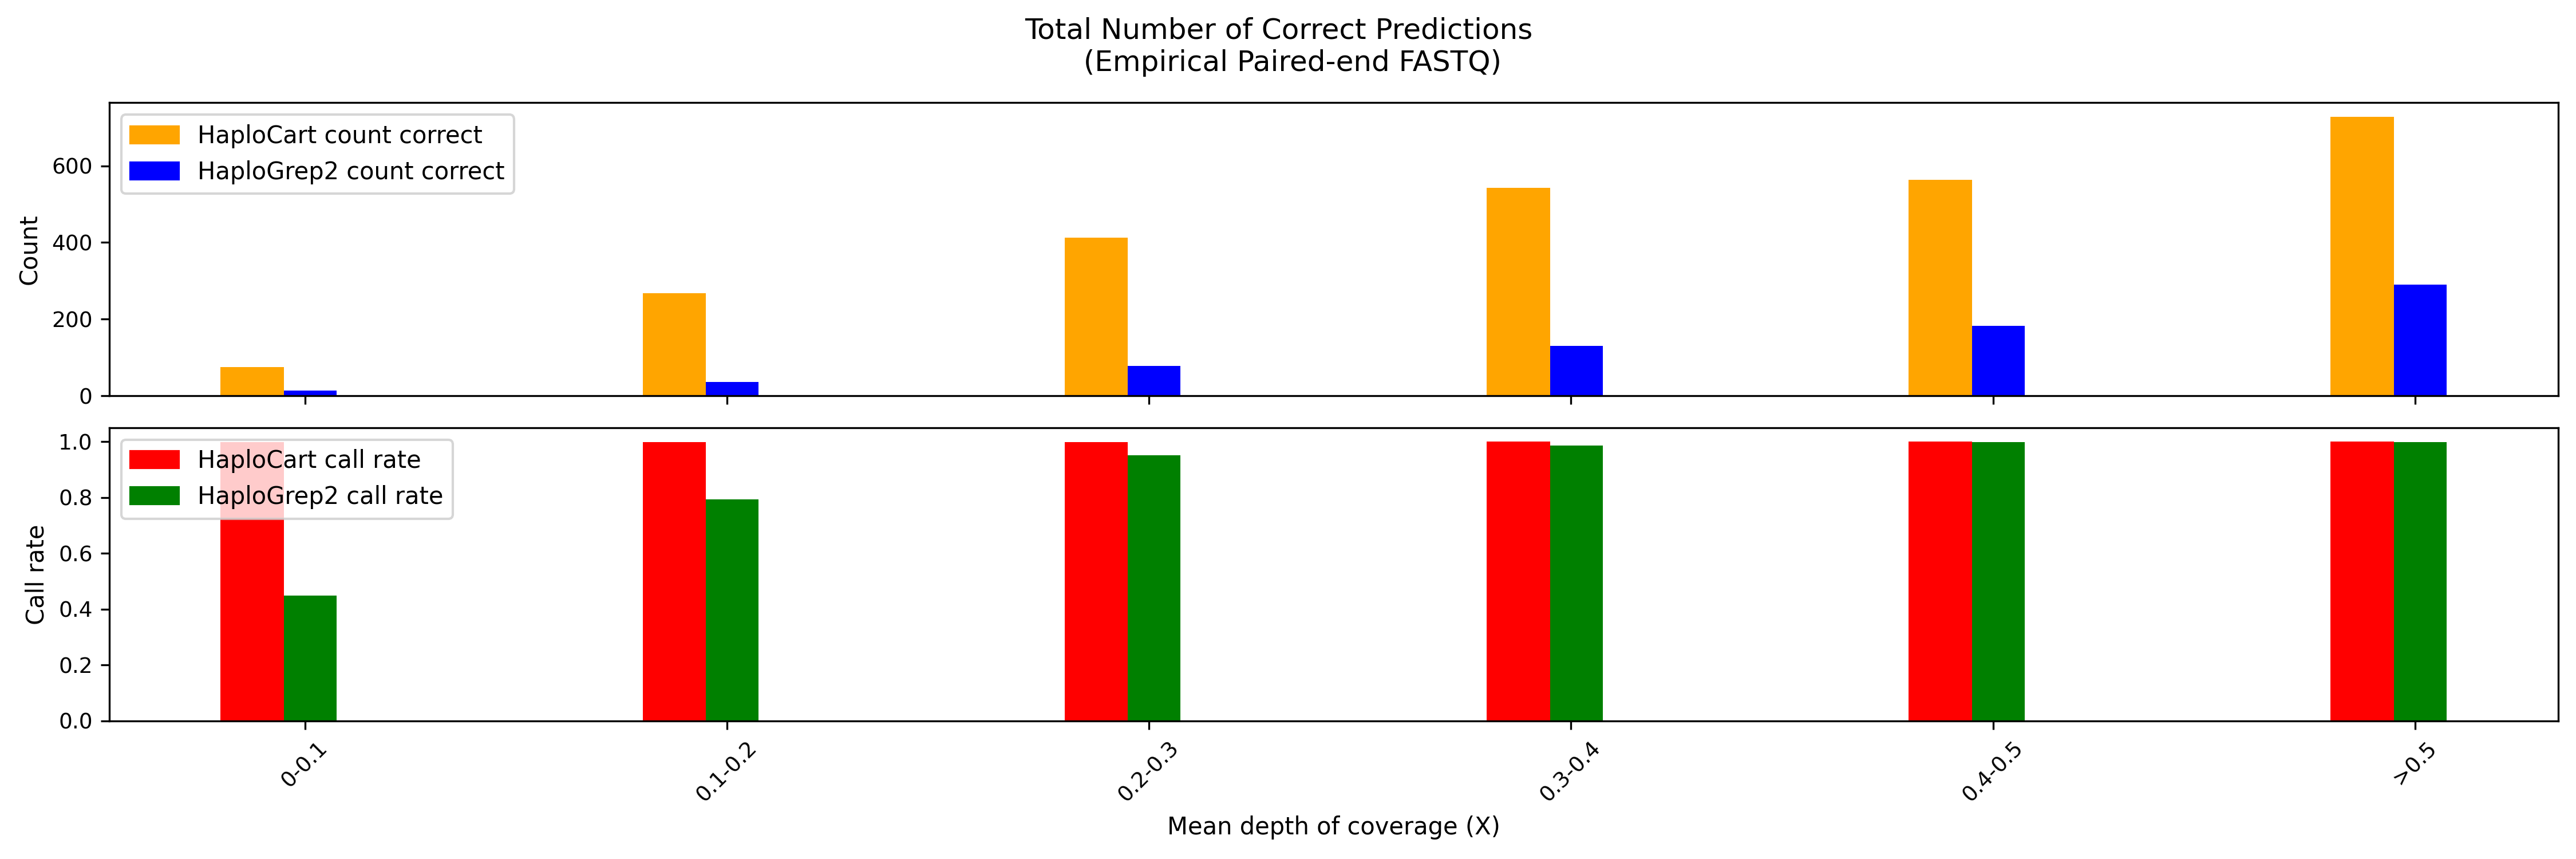 Total Number of Correct Predictions
(Empirical Paired-end FASTQ)
HaploCart count correct
HaploGrep2 count correct
Count
600
400
200
0
HaploCart call rate
HaploGrep2 call rate
Call rate
1.0
0.8
0.6
0.4
0.2
0.0
0-0.1
0.1-0.2
0.2-0.3
0.3-0.4
0.4-0.5
>0.5
Mean depth of coverage (X)